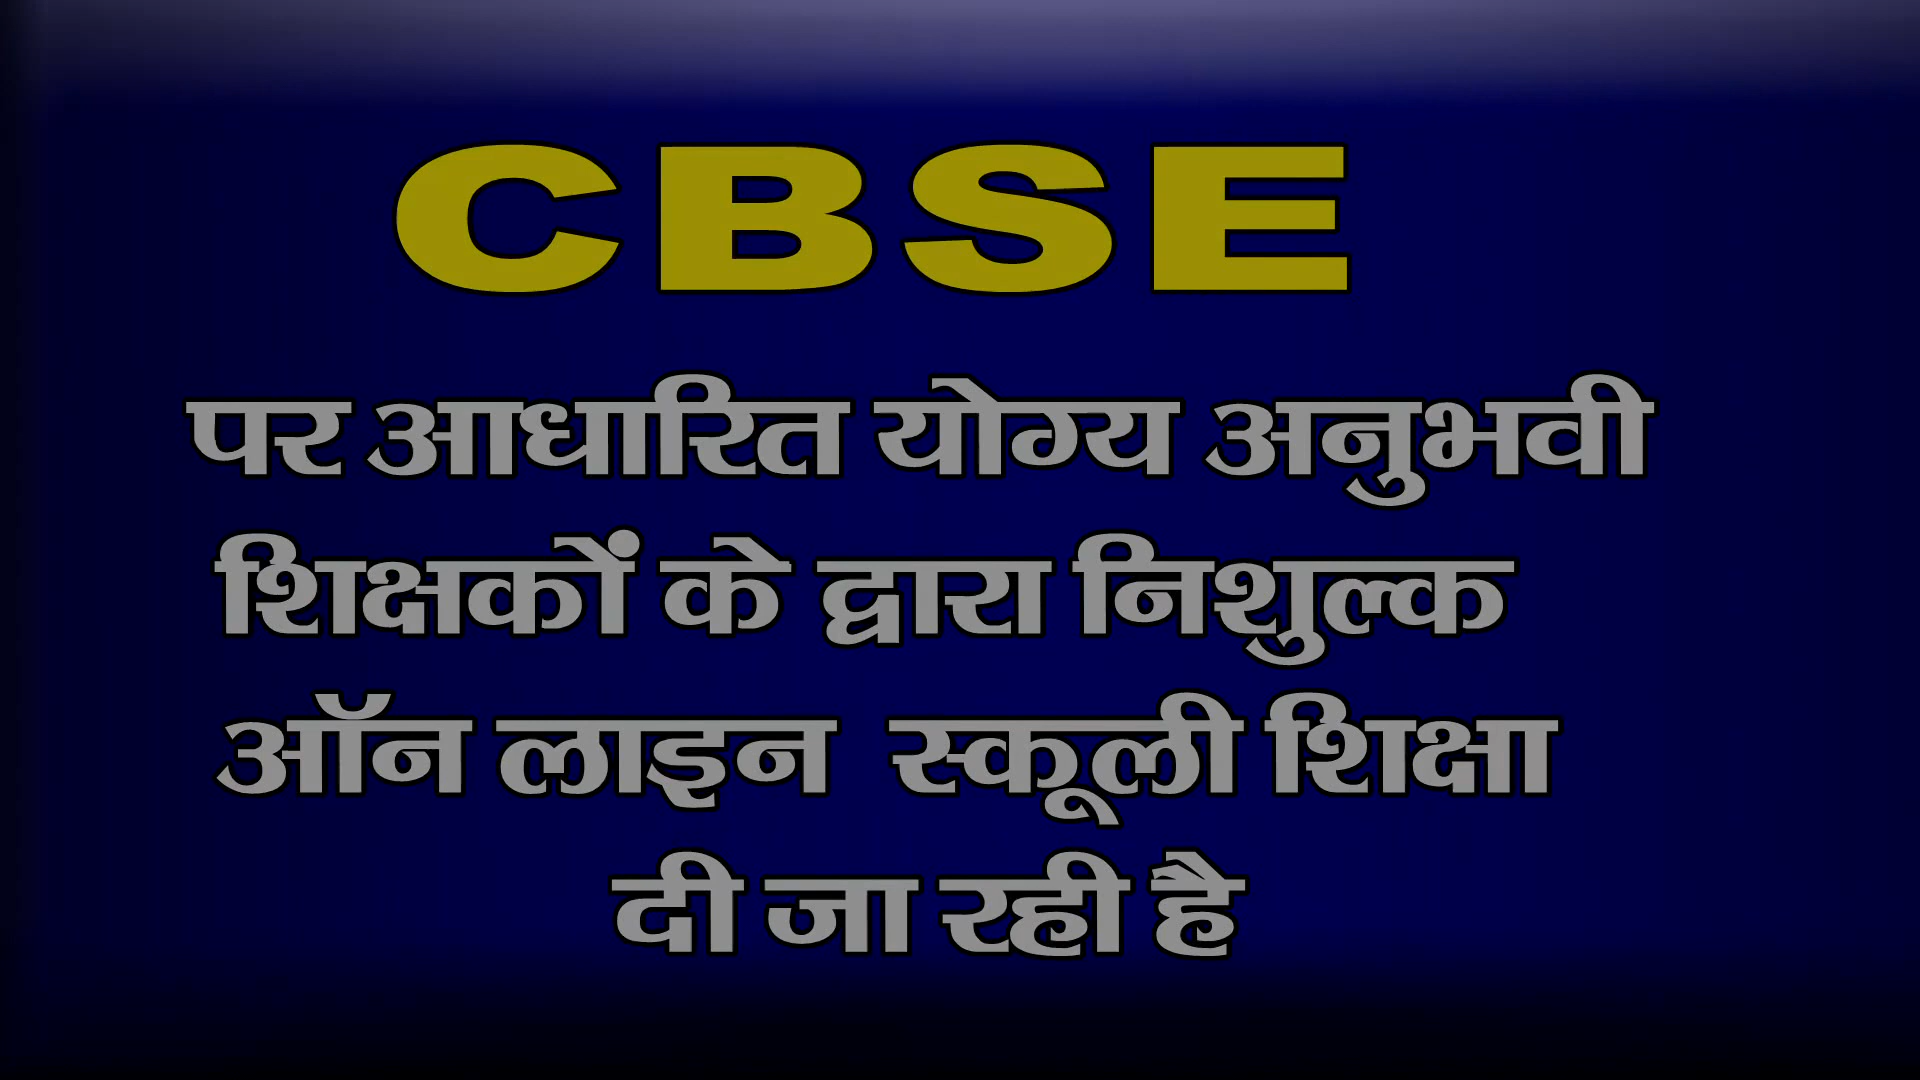 CBSE
पर आधारित योग्य अनुभवी
शिक्षकों के द्वारा निशुल्क
ऑन लाइन स्कूली शिक्षा
दी जा रही है